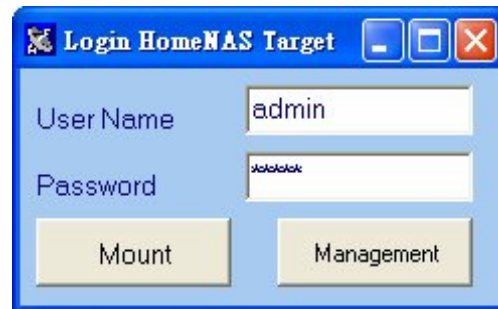 Login HomeNAS Target
User Name admin
Password *****
Mount Management